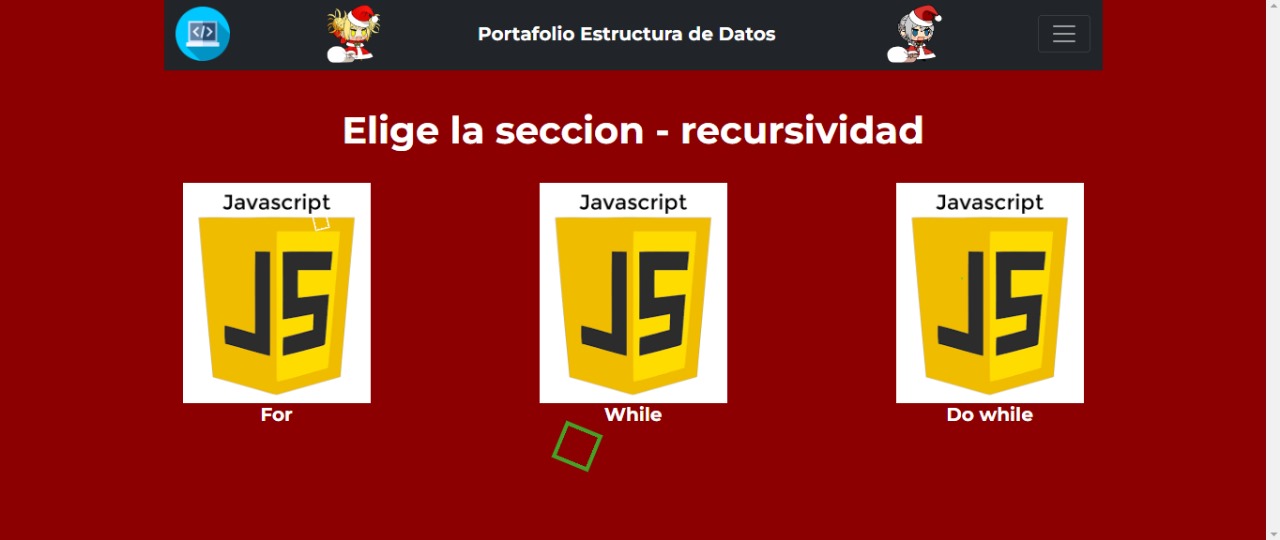 </>
Portafolio Estructura de Datos
Elige la seccion - recursividad
Javascript
JS
For
Javascript
JS
While
Javascript
JS
Do while